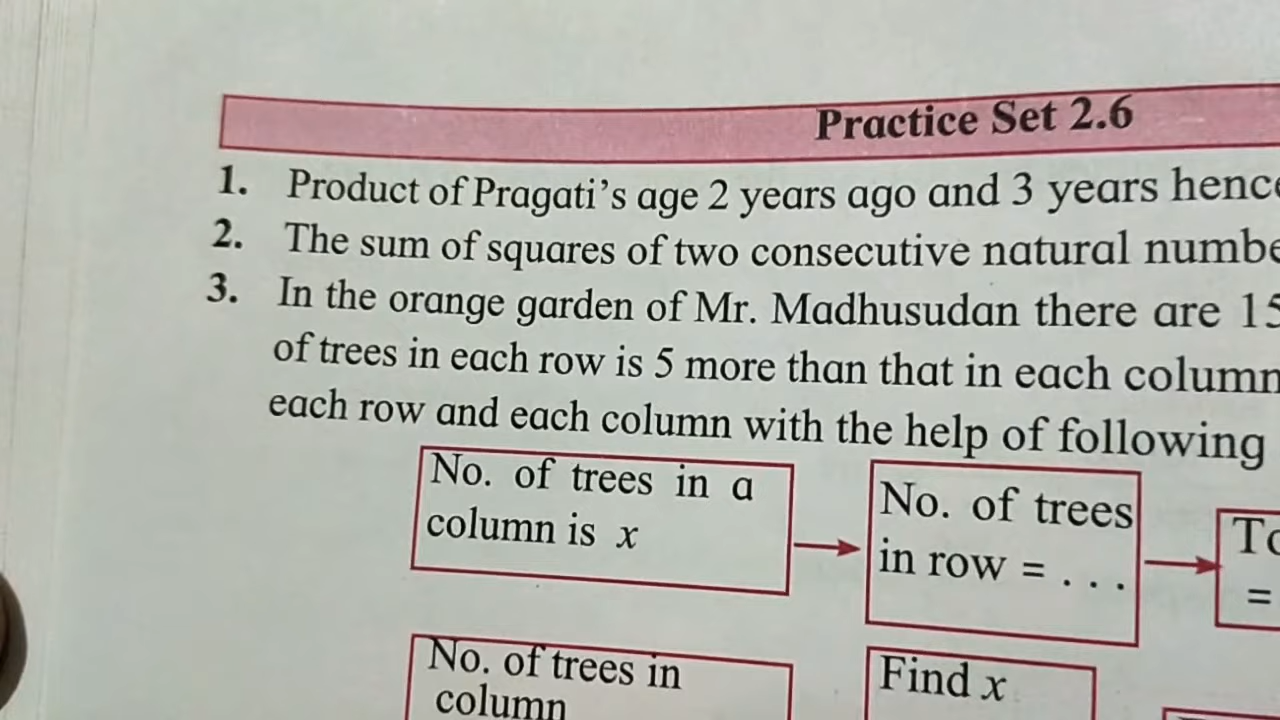 Practice Set 2.6
1. Product of Pragati's age 2 years ago and 3 years hence
2. The sum of squares of two consecutive natural
3. In the orange garden of Mr. Madhusudan there are 15
of trees in each row is 5 more than that in each column
each row and each column with the help of following
No. of trees in a
column is x
No. of trees
in row = . . .
=
No. of trees in
column
Find x